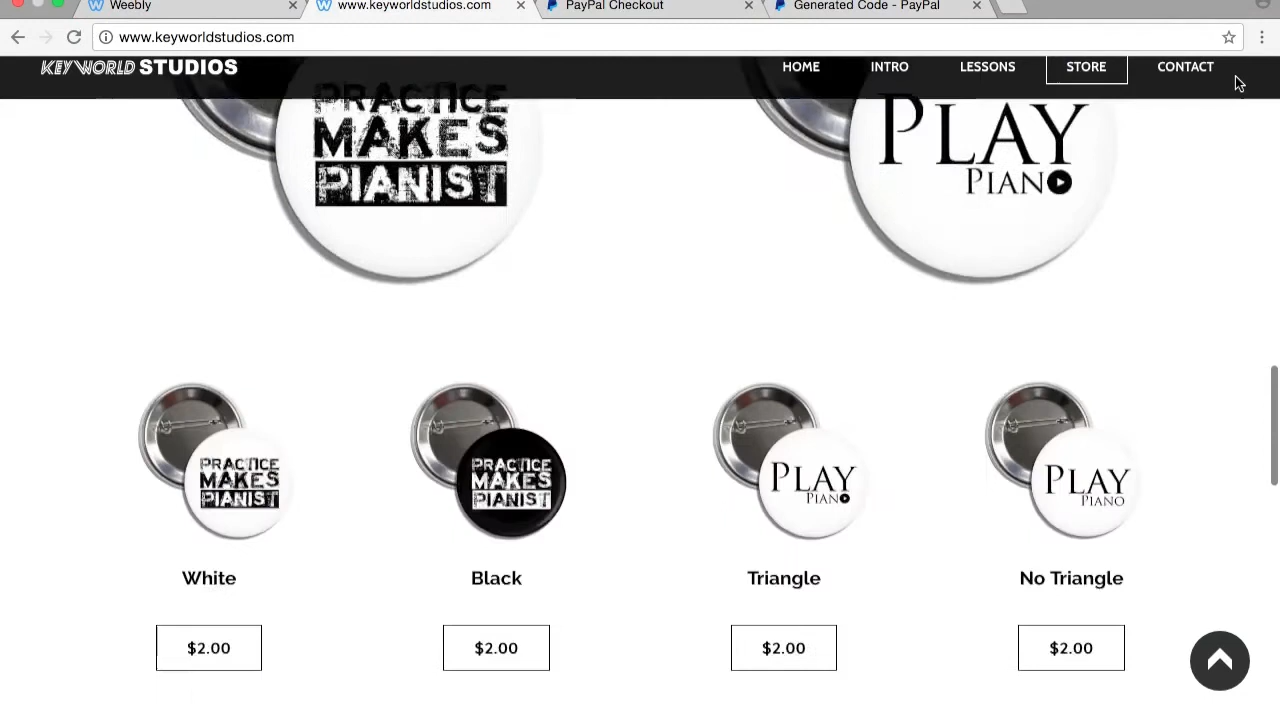 Weebly
www.keyworldstudios.com
PayPal Checkout
Generated Code - PayPal
www.keyworldstudios.com
KEYWORLD STUDIOS
HOME
INTRO
LESSONS
STORE
CONTACT
PRACTICE
MAKES
PIANIST
PLAY
PIANO
PRACTICE
MAKES
PIANIST
PRACTICE
MAKES
PIANIST
PLAY
PIANO
PLAY
PIANO
White
Black
Triangle
No Triangle
$2.00
$2.00
$2.00
$2.00